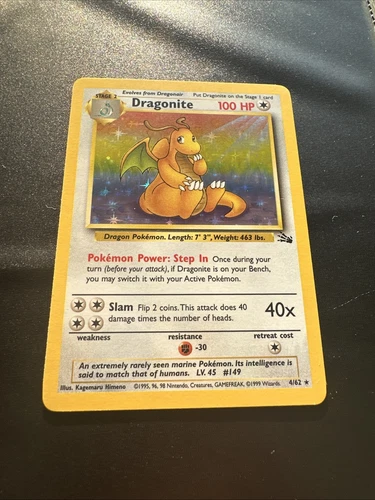 STAGE 2
Evolves from Dragonair
Put Dragonite on the Stage 1 card
Dragonite
100 HP
Dragon Pokémon. Length: 7' 3", Weight: 463 lbs.
Pokémon Power: Step In Once during your
turn (before your attack), if Dragonite is on your Bench,
you may switch it with your Active Pokémon.
Slam Flip 2 coins. This attack does 40
damage times the number of heads.
40x
weakness
resistance
retreat cost
-30
An extremely rarely seen marine Pokémon. Its intelligence is
said to match that of humans. LV. 45 #149
Illus. Kagemaru Himeno
©1995, 96, 98 Nintendo, Creatures, GAMEFREAK. ©1999 Wizards.
4/62